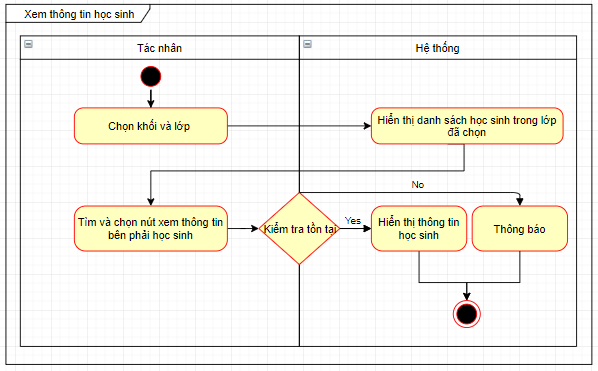 Xem thông tin học sinh
Tác nhân
Hệ thống
Chọn khối và lớp
Hiển thị danh sách học sinh trong lớp
đã chọn
No
Tìm và chọn nút xem thông tin
bên phải học sinh
Kiểm tra tồn tại
Yes
Hiển thị thông tin
học sinh
Thông báo